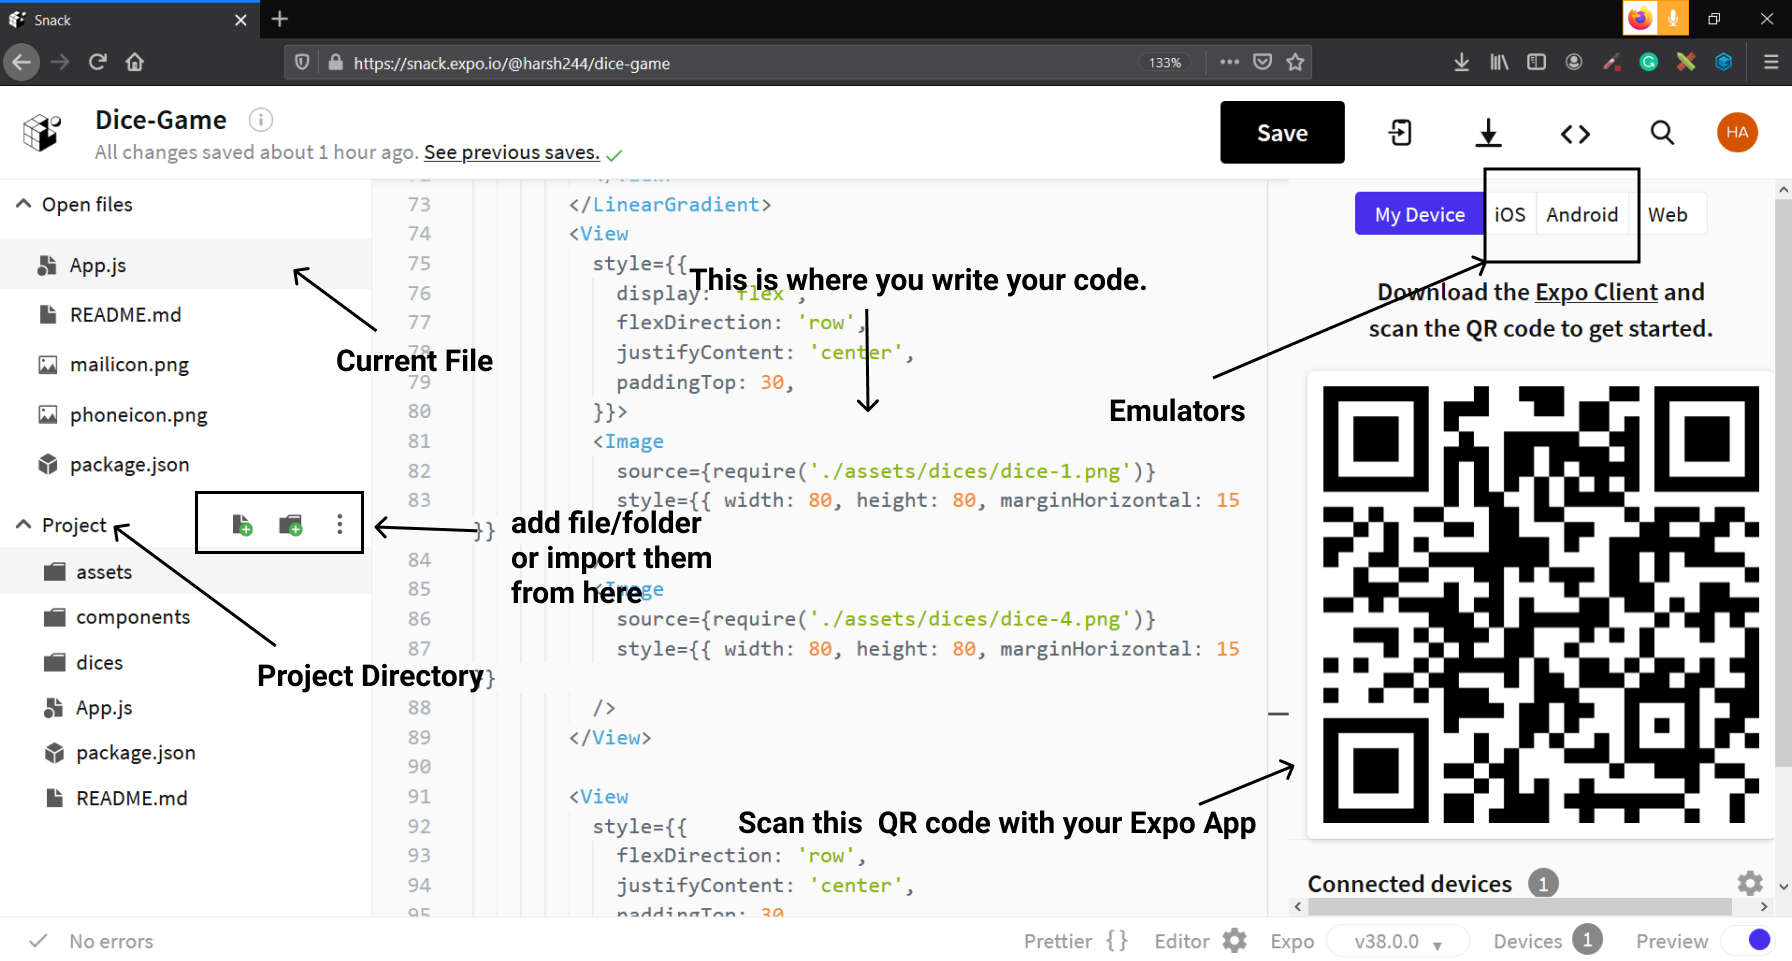 Snack
https://snack.expo.io/@harsh244/dice-game
133%
Dice-Game
All changes saved about 1 hour ago. See previous saves.
Save
HA
Open files
App.js
README.md
mailicon.png
phoneicon.png
package.json
Project
assets
components
dices
App.js
package.json
README.md
Current File
add file/folder
or import them
from here
Project Directory
This is where you write your code.
73 </LinearGradient>
74 <View
75 style={{
76 display: 'flex',
77 flexDirection: 'row',
78 justifyContent: 'center',
79 paddingTop: 30,
80 }}>
81 <Image
82 source={require('./assets/dices/dice-1.png')}
83 style={{ width: 80, height: 80, marginHorizontal: 15
}}
84 />
85 <Image
86 source={require('./assets/dices/dice-4.png')}
87 style={{ width: 80, height: 80, marginHorizontal: 15
}}
88 />
89 </View>
90
91 <View
92 style={{
93 flexDirection: 'row',
94 justifyContent: 'center',
95 paddingTop: 30
Scan this QR code with your Expo App
My Device iOS Android Web
Download the Expo Client and
scan the QR code to get started.
Emulators
Connected devices 1
No errors
Prettier {} Editor Expo v38.0.0 Devices 1 Preview